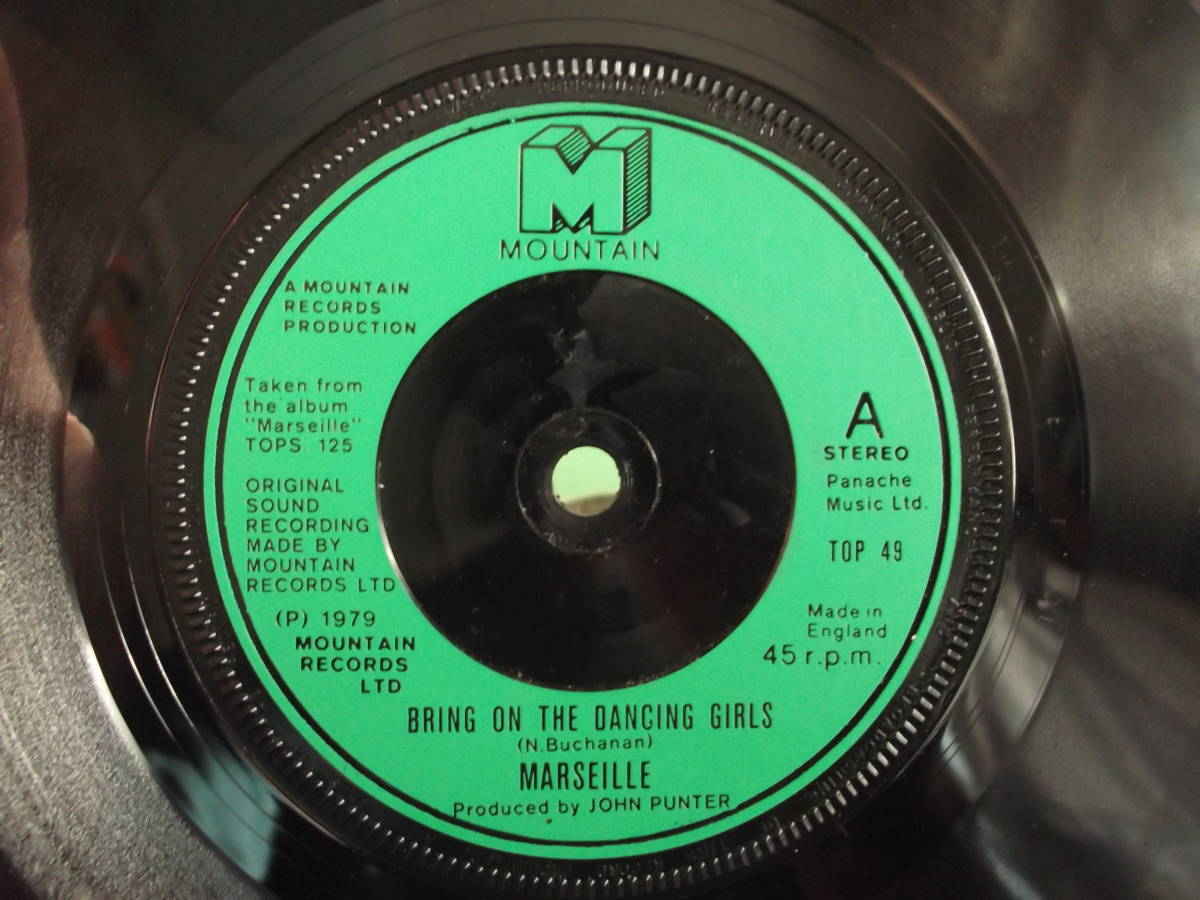 M
MOUNTAIN
A MOUNTAIN
RECORDS
PRODUCTION
Taken from
the album
"Marseille"
TOPS. 125
ORIGINAL
SOUND
RECORDING
MADE BY
MOUNTAIN
RECORDS LTD
(P) 1979
MOUNTAIN
RECORDS
LTD
A
STEREO
Panache
Music Ltd.
TOP 49
Made in
England
45 r.p.m.
BRING ON THE DANCING GIRLS
(N.Buchanan)
MARSEILLE
Produced by JOHN PUNTER